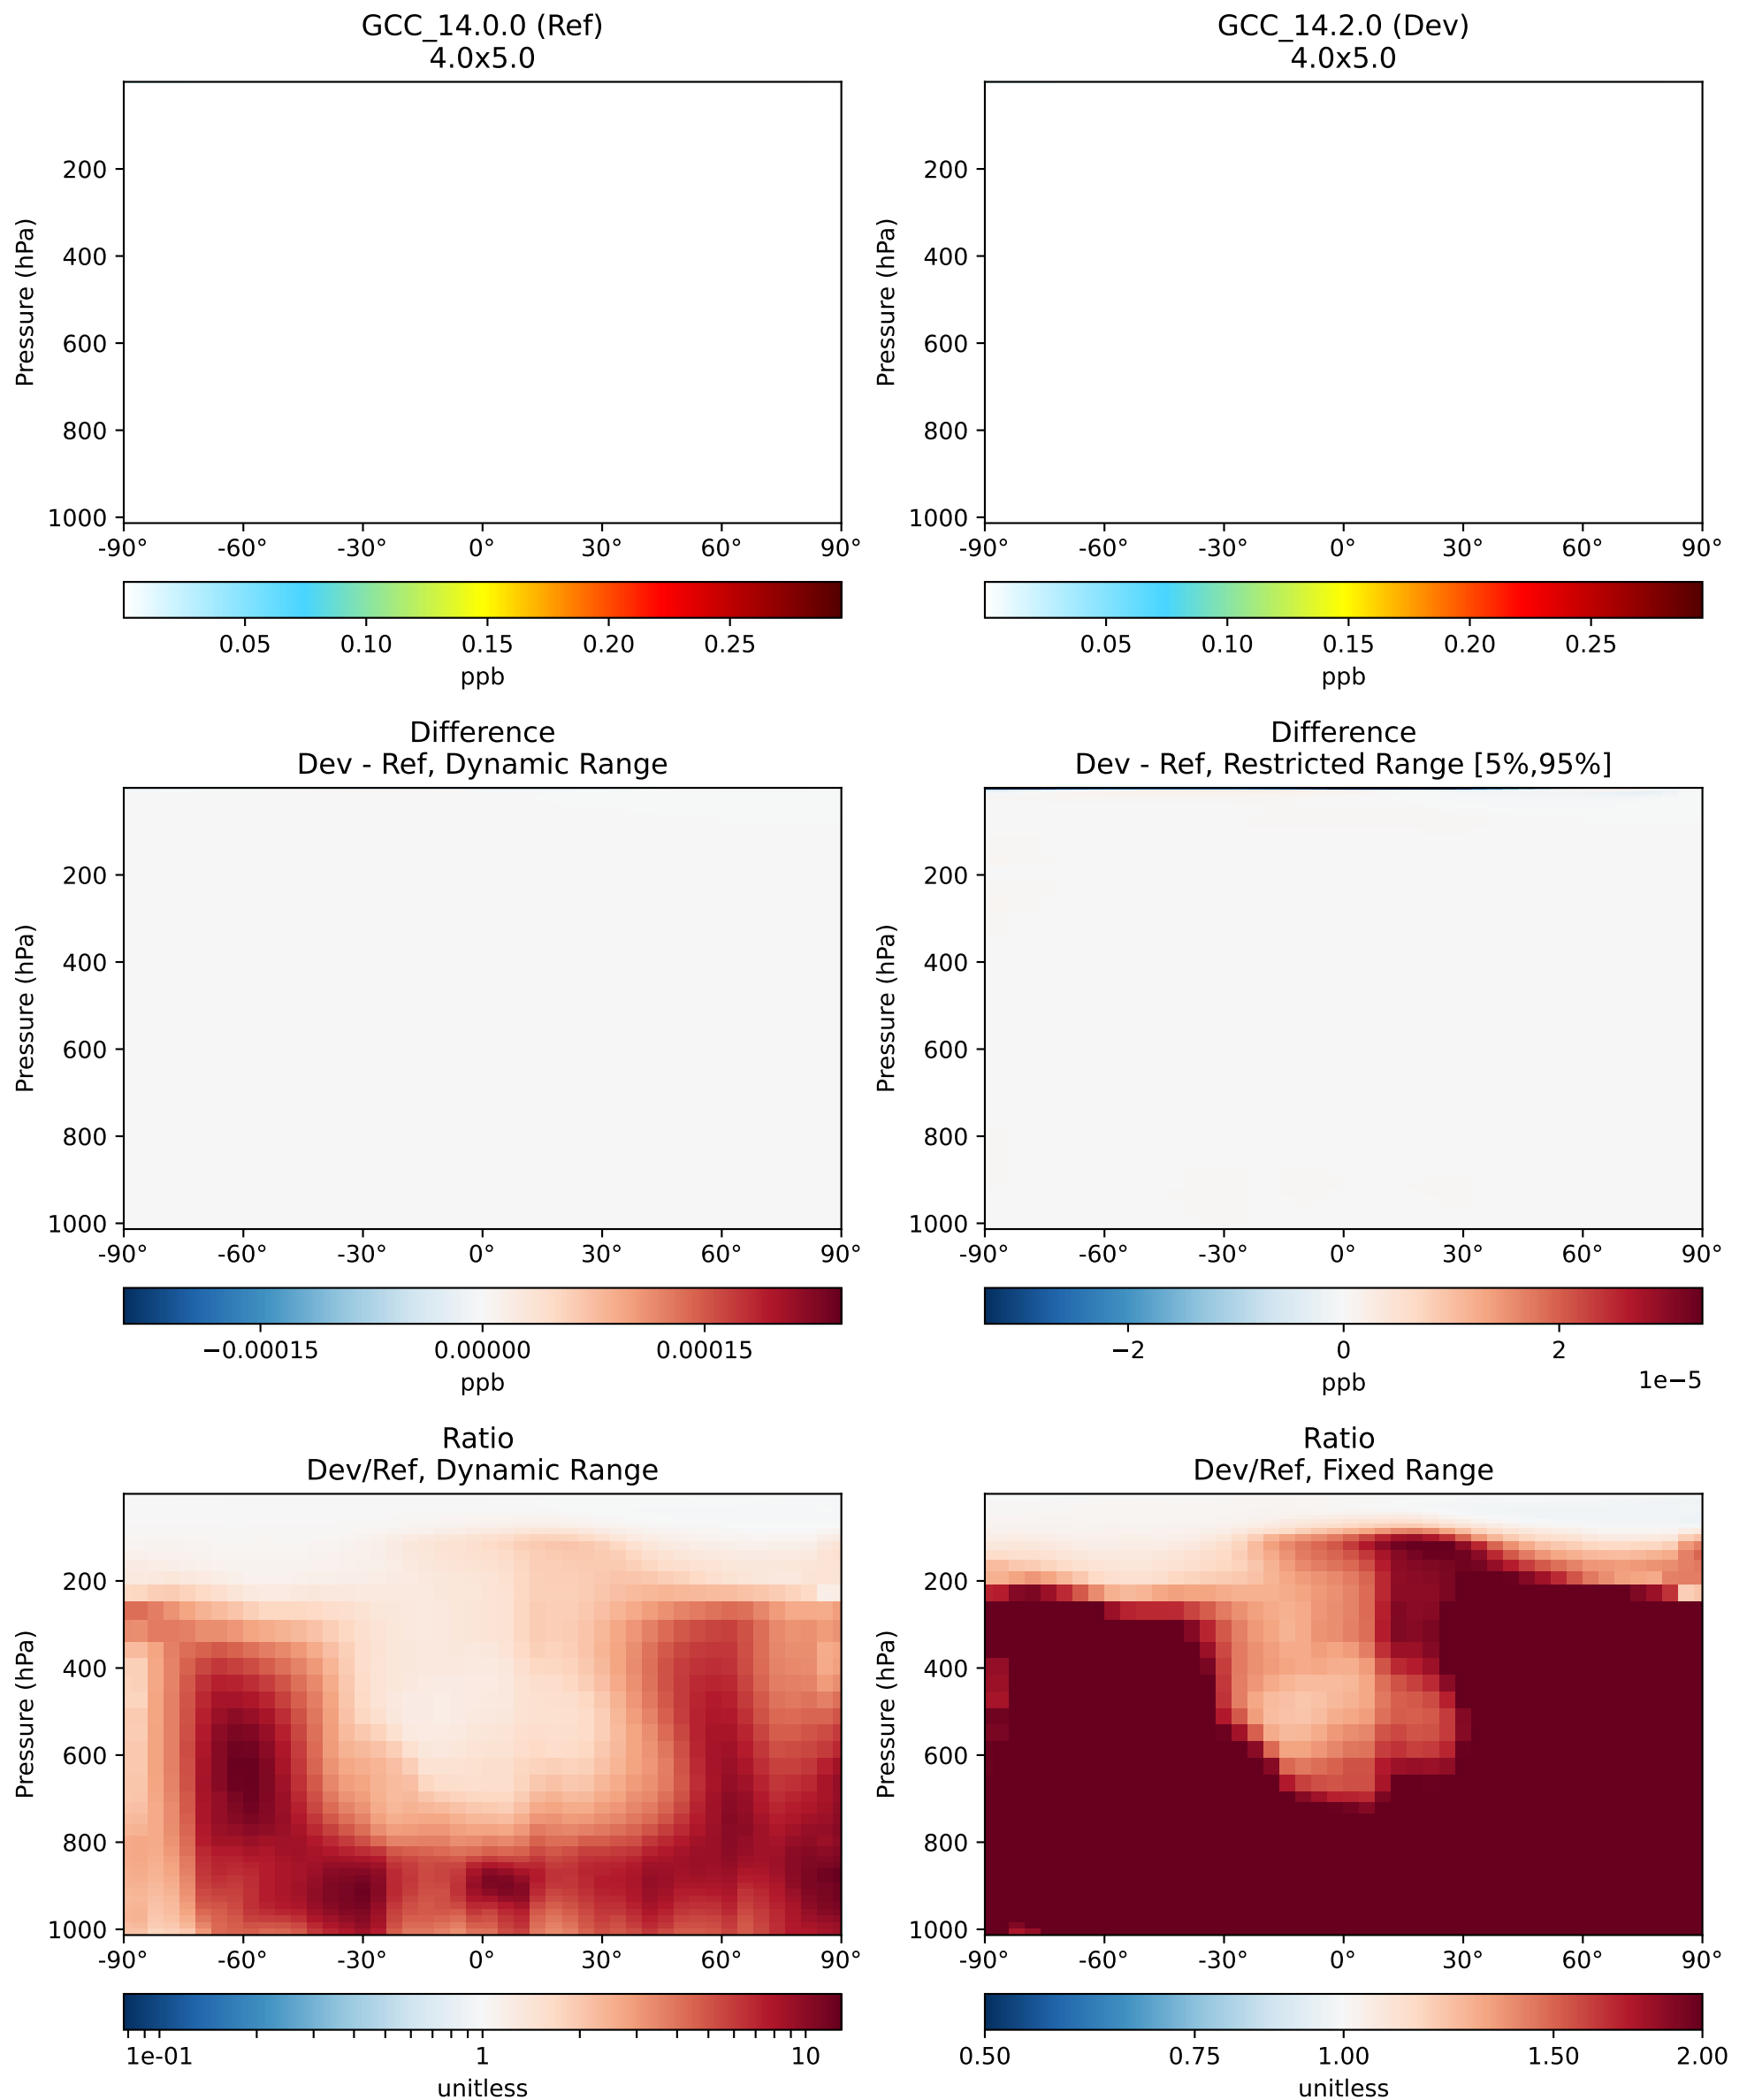 GCC_14.0.0 (Ref)
4.0x5.0
Pressure (hPa)
200
400
600
800
1000
-90° -60° -30° 0° 30° 60° 90°
0.05 0.10 0.15 0.20 0.25
ppb
GCC_14.2.0 (Dev)
4.0x5.0
Pressure (hPa)
200
400
600
800
1000
-90° -60° -30° 0° 30° 60° 90°
0.05 0.10 0.15 0.20 0.25
ppb
Difference
Dev - Ref, Dynamic Range
Pressure (hPa)
200
400
600
800
1000
-90° -60° -30° 0° 30° 60° 90°
−0.00015 0.00000 0.00015
ppb
Difference
Dev - Ref, Restricted Range [5%,95%]
Pressure (hPa)
200
400
600
800
1000
-90° -60° -30° 0° 30° 60° 90°
−2 0 2
1e−5
ppb
Ratio
Dev/Ref, Dynamic Range
Pressure (hPa)
200
400
600
800
1000
-90° -60° -30° 0° 30° 60° 90°
1e-01 1 10
unitless
Ratio
Dev/Ref, Fixed Range
Pressure (hPa)
200
400
600
800
1000
-90° -60° -30° 0° 30° 60° 90°
0.50 0.75 1.00 1.50 2.00
unitless